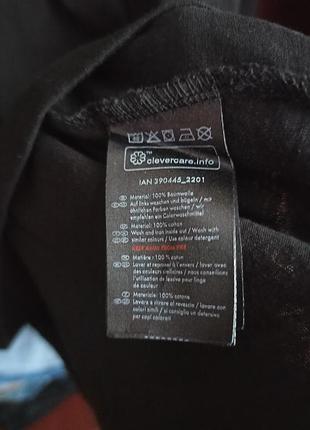 clevercare.info
IAN 390445_2201
Material: 100% Baumwolle
Auf links waschen und bügeln / mit
ähnlichen Farben waschen / wir
empfehlen ein Colorwaschmittel
Material: 100% cotton
Wash and iron inside out / Wash with
similar colours / Use colour detergent
KEEP AWAY FROM FIRE
Matière : 100 % coton
Laver et repasser à l'envers / laver avec
des couleurs similaires / nous conseillons
l'utilisation de lessive pour linge
de couleur
Materiale: 100% cotone
Lavare e stirare al rovescio / lavare con
colori simili / si consiglia un detersivo
per capi colorati